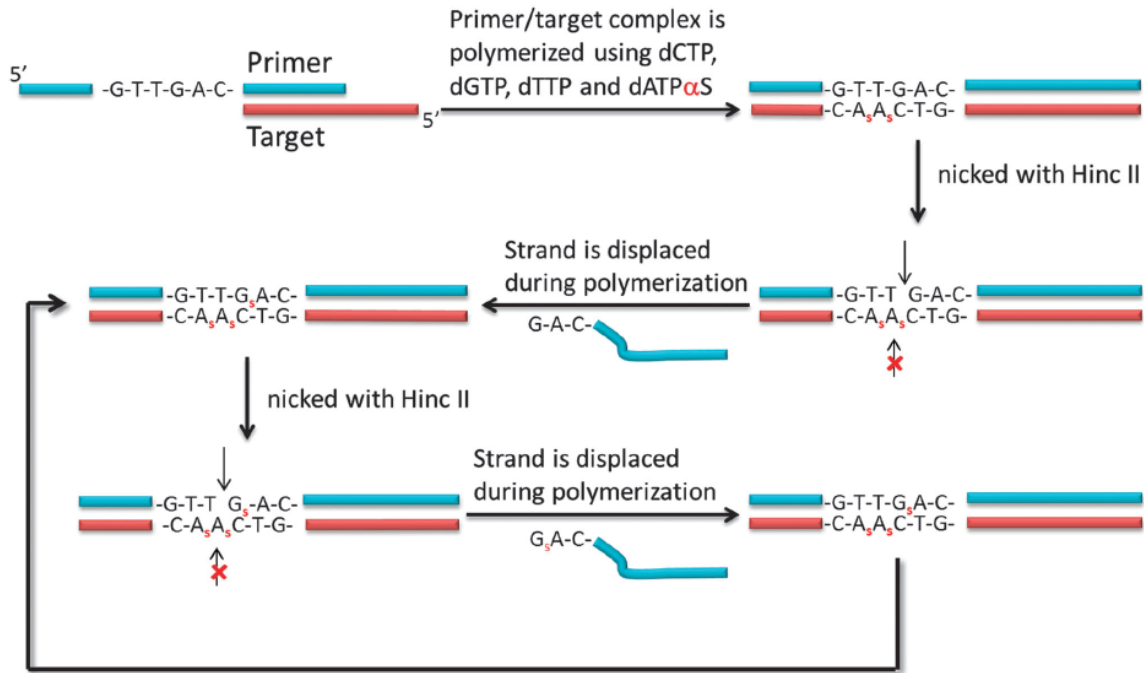 Primer/target complex is
polymerized using dCTP,
dGTP, dTTP and dATPαS
5′
Primer
-G-T-T-G-A-C-
5′
Target
-G-T-T-G-A-C-
-C-AₛAₛC-T-G-
nicked with Hinc II
Strand is displaced
during polymerization
-G-T-T-GₛA-C-
-C-AₛAₛC-T-G-
G-A-C-
-G-T-T G-A-C-
-C-AₛAₛC-T-G-
nicked with Hinc II
Strand is displaced
during polymerization
-G-T-T GₛA-C-
-C-AₛAₛC-T-G-
GₛA-C-
-G-T-T-GₛA-C-
-C-AₛAₛC-T-G-